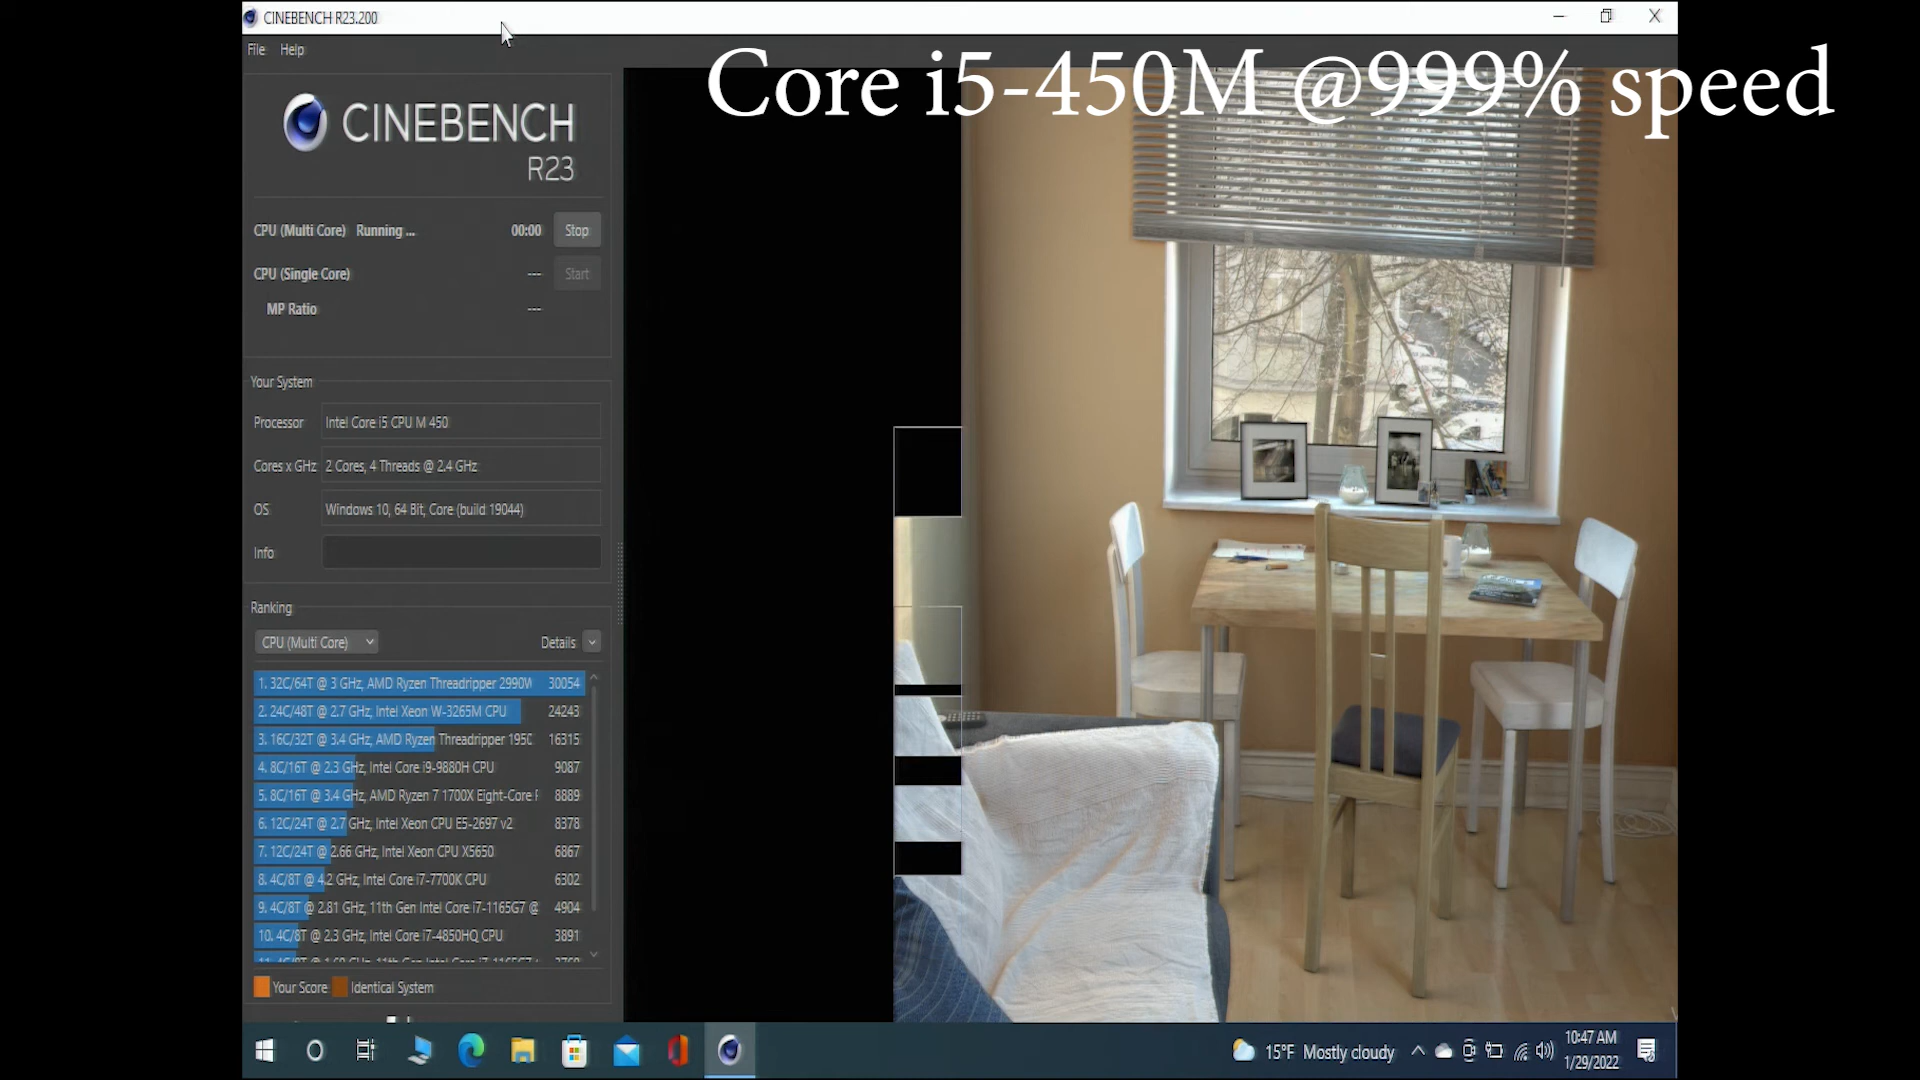 CINEBENCH R23.200
File Help
Core i5-450M @999% speed
CINEBENCH
R23
CPU (Multi Core) Running ... 00:00 Stop
CPU (Single Core) --- Start
MP Ratio ---
Your System
Processor Intel Core i5 CPU M 450
Cores x GHz 2 Cores, 4 Threads @ 2.4 GHz
OS Windows 10, 64 Bit, Core (build 19044)
Info
Ranking
CPU (Multi Core) Details
1. 32C/64T @ 3 GHz, AMD Ryzen Threadripper 2990W 30054
2. 24C/48T @ 2.7 GHz, Intel Xeon W-3265M CPU 24243
3. 16C/32T @ 3.4 GHz, AMD Ryzen Threadripper 195 16315
4. 8C/16T @ 2.3 GHz, Intel Core i9-9880H CPU 9087
5. 8C/16T @ 3.4 GHz, AMD Ryzen 7 1700X Eight-Core 8889
6. 12C/24T @ 2.7 GHz, Intel Xeon CPU E5-2697 v2 8378
7. 12C/24T @ 2.66 GHz, Intel Xeon CPU X5650 6867
8. 4C/8T @ 4.2 GHz, Intel Core i7-7700K CPU 6302
9. 4C/8T @ 2.81 GHz, 11th Gen Intel Core i7-1165G7 @ 4904
10. 4C/8T @ 2.3 GHz, Intel Core i7-4850HQ CPU 3891
Your Score Identical System
15°F Mostly cloudy
10:47 AM
1/29/2022